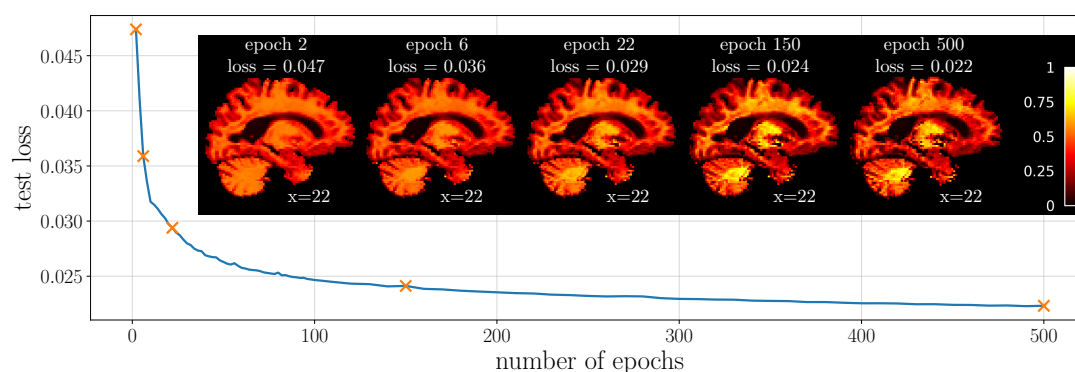 test loss
0.045
0.040
0.035
0.030
0.025
epoch 2 epoch 6 epoch 22 epoch 150 epoch 500
loss = 0.047 loss = 0.036 loss = 0.029 loss = 0.024 loss = 0.022
x=22 x=22 x=22 x=22 x=22
1
0.75
0.5
0.25
0
0 100 200 300 400 500
number of epochs